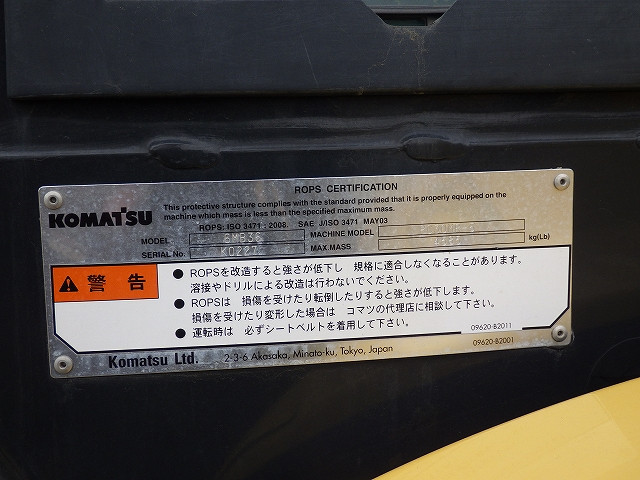 ROPS CERTIFICATION
KOMATSU
This protective structure complies with the standard provided that it is properly equipped on the
machine which mass is less than the specified maximum mass.
ROPS: ISO 3471 : 2008. SAE J/ISO 3471 MAY03
MODEL MACHINE MODEL
SERIAL No. K0227 MAX.MASS kg(Lb)
警告
● ROPSを改造すると強さが低下し 規格に適合しなくなることがあります。
溶接やドリルによる改造は行わないでください。
● ROPSは 損傷を受けたり転倒したりすると強さが低下します。
損傷を受けたり変形した場合は コマツの代理店に相談して下さい。
● 運転時は 必ずシートベルトを着用して下さい。
09620-B2011
Komatsu Ltd. 2-3-6 Akasaka, Minato-ku, Tokyo, Japan
09620-B2001